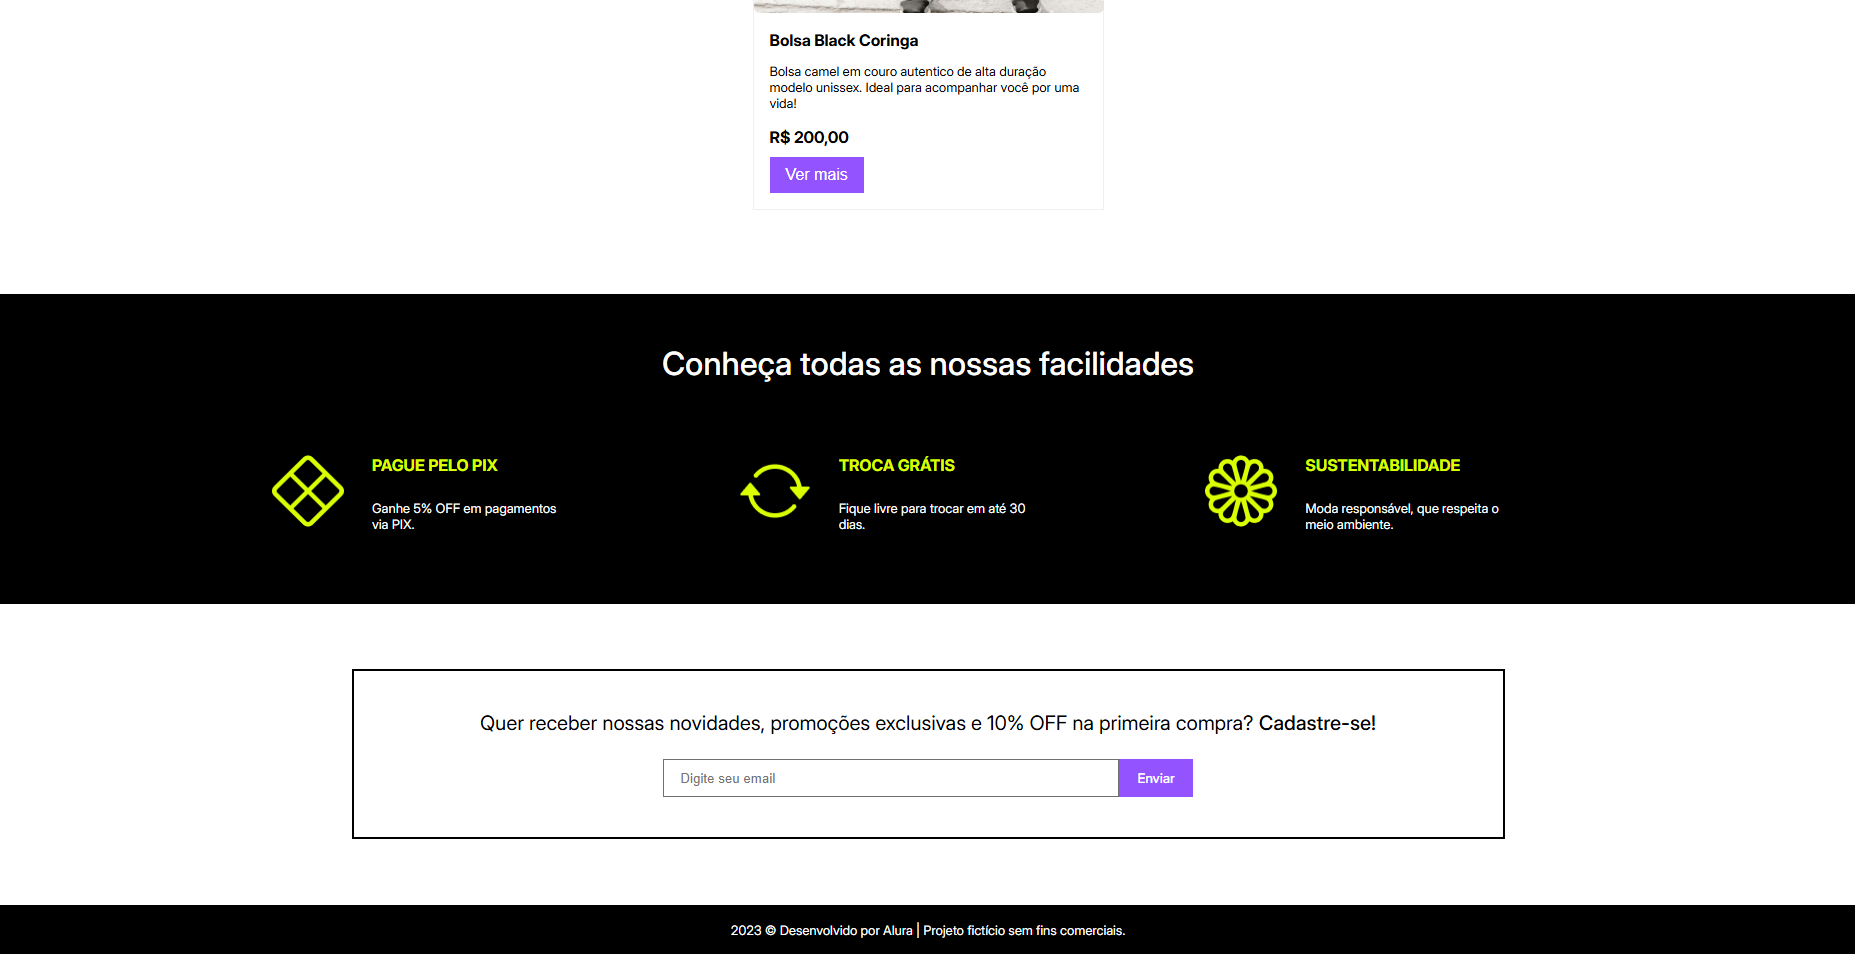 Bolsa Black Coringa
Bolsa camel em couro autentico de alta duração
modelo unissex. Ideal para acompanhar você por uma
vida!
R$ 200,00
Ver mais
Conheça todas as nossas facilidades
PAGUE PELO PIX
Ganhe 5% OFF em pagamentos
via PIX.
TROCA GRÁTIS
Fique livre para trocar em até 30
dias.
SUSTENTABILIDADE
Moda responsável, que respeita o
meio ambiente.
Quer receber nossas novidades, promoções exclusivas e 10% OFF na primeira compra? Cadastre-se!
Digite seu email
Enviar
2023 © Desenvolvido por Alura | Projeto fictício sem fins comerciais.